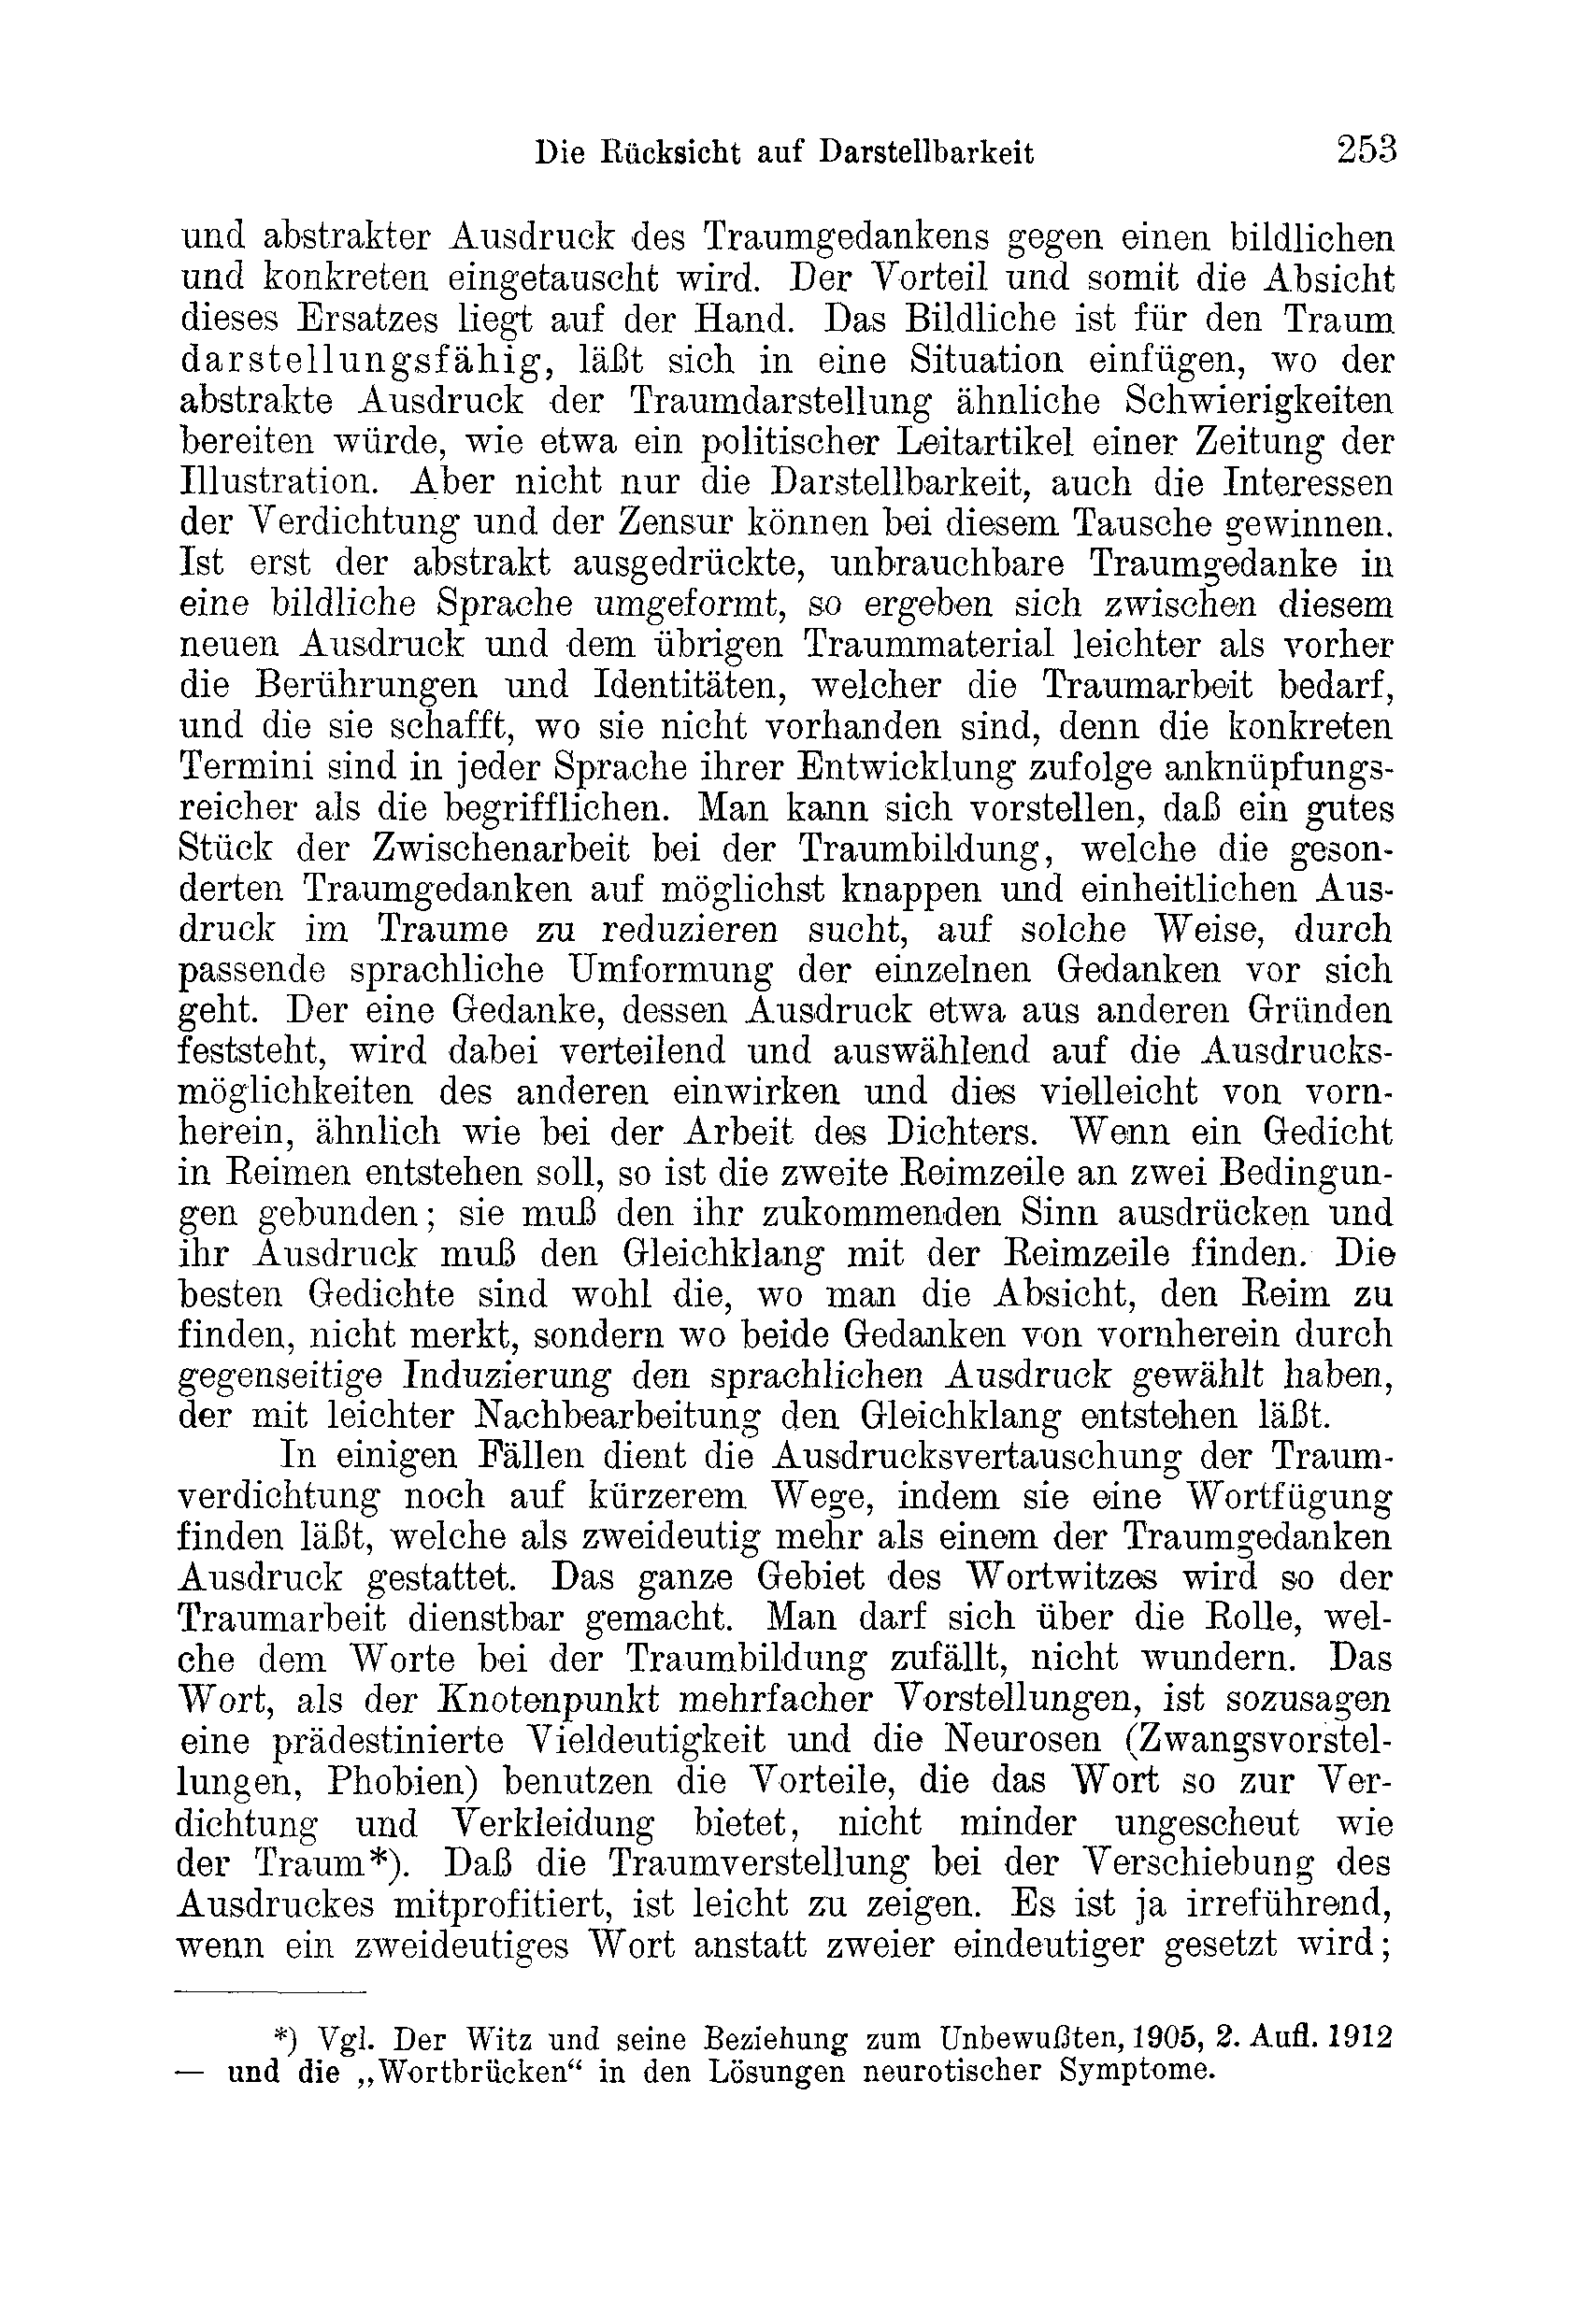 Die Rücksicht auf Darstellbarkeit 253
und abstrakter Ausdruck des Traumgedankens gegen einen bildlichen
und konkreten eingetauscht wird. Der Vorteil und somit die Absicht
dieses Ersatzes liegt auf der Hand. Das Bildliche ist für den Traum
darstellungsfähig, läßt sich in eine Situation einfügen, wo der
abstrakte Ausdruck der Traumdarstellung ähnliche Schwierigkeiten
bereiten würde, wie etwa ein politischer Leitartikel einer Zeitung der
Illustration. Aber nicht nur die Darstellbarkeit, auch die Interessen
der Verdichtung und der Zensur können bei diesem Tausche gewinnen.
Ist erst der abstrakt ausgedrückte, unbrauchbare Traumgedanke in
eine bildliche Sprache umgeformt, so ergeben sich zwischen diesem
neuen Ausdruck und dem übrigen Traummaterial leichter als vorher
die Berührungen und Identitäten, welcher die Traumarbeit bedarf,
und die sie schafft, wo sie nicht vorhanden sind, denn die konkreten
Termini sind in jeder Sprache ihrer Entwicklung zufolge anknüpfungs-
reicher als die begrifflichen. Man kann sich vorstellen, daß ein gutes
Stück der Zwischenarbeit bei der Traumbildung, welche die geson-
derten Traumgedanken auf möglichst knappen und einheitlichen Aus-
druck im Traume zu reduzieren sucht, auf solche Weise, durch
passende sprachliche Umformung der einzelnen Gedanken vor sich
geht. Der eine Gedanke, dessen Ausdruck etwa aus anderen Gründen
feststeht, wird dabei verteilend und auswählend auf die Ausdrucks-
möglichkeiten des anderen einwirken und dies vielleicht von vorn-
herein, ähnlich wie bei der Arbeit des Dichters. Wenn ein Gedicht
in Reimen entstehen soll, so ist die zweite Reimzeile an zwei Bedingun-
gen gebunden; sie muß den ihr zukommenden Sinn ausdrücken und
ihr Ausdruck muß den Gleichklang mit der Reimzeile finden. Die
besten Gedichte sind wohl die, wo man die Absicht, den Reim zu
finden, nicht merkt, sondern wo beide Gedanken von vornherein durch
gegenseitige Induzierung den sprachlichen Ausdruck gewählt haben,
der mit leichter Nachbearbeitung den Gleichklang entstehen läßt.
In einigen Fällen dient die Ausdrucksvertauschung der Traum-
verdichtung noch auf kürzerem Wege, indem sie eine Wortfügung
finden läßt, welche als zweideutig mehr als einem der Traumgedanken
Ausdruck gestattet. Das ganze Gebiet des Wortwitzes wird so der
Traumarbeit dienstbar gemacht. Man darf sich über die Rolle, wel-
che dem Worte bei der Traumbildung zufällt, nicht wundern. Das
Wort, als der Knotenpunkt mehrfacher Vorstellungen, ist sozusagen
eine prädestinierte Vieldeutigkeit und die Neurosen (Zwangsvorstel-
lungen, Phobien) benutzen die Vorteile, die das Wort so zur Ver-
dichtung und Verkleidung bietet, nicht minder ungescheut wie
der Traum*). Daß die Traumverstellung bei der Verschiebung des
Ausdruckes mitprofitiert, ist leicht zu zeigen. Es ist ja irreführend,
wenn ein zweideutiges Wort anstatt zweier eindeutiger gesetzt wird;
*) Vgl. Der Witz und seine Beziehung zum Unbewußten, 1905, 2. Aufl. 1912
— und die „Wortbrücken“ in den Lösungen neurotischer Symptome.